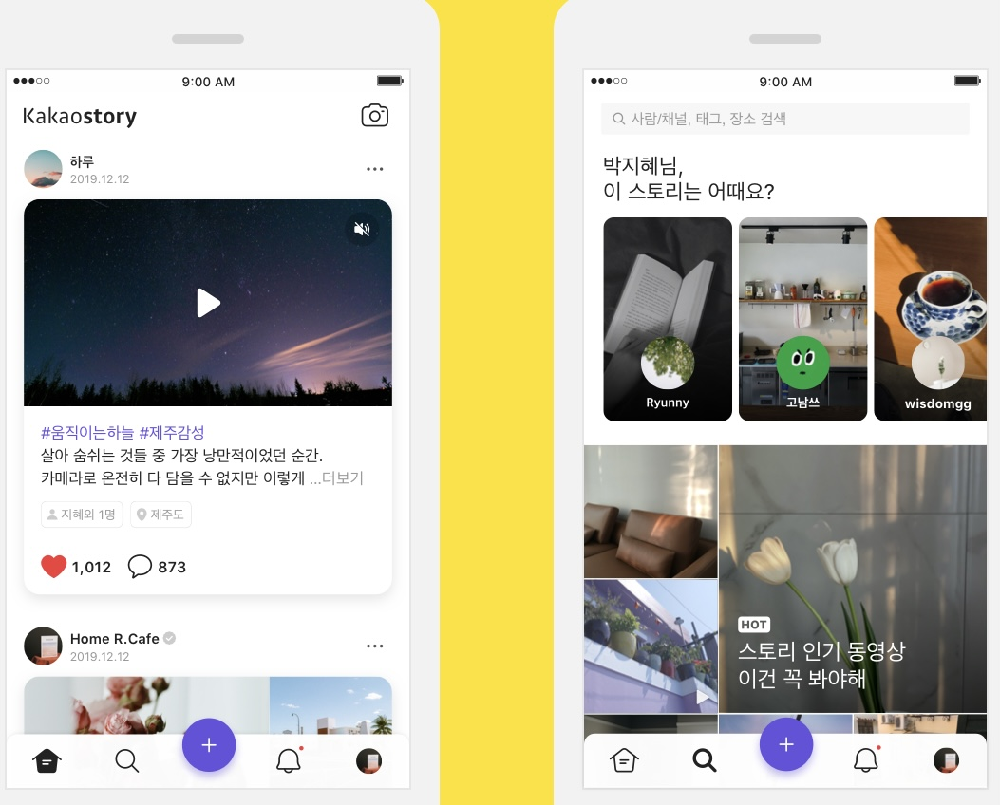 9:00 AM
Kakaostory
하루
2019.12.12
#움직이는하늘 #제주감성
살아 숨쉬는 것들 중 가장 낭만적이었던 순간.
카메라로 온전히 다 담을 수 없지만 이렇게 ...더보기
지혜외 1명
제주도
1,012
873
Home R.Cafe
2019.12.12
9:00 AM
사람/채널, 태그, 장소 검색
박지혜님,
이 스토리는 어때요?
Ryunny
고남쓰
wisdomgg
HOT
스토리 인기 동영상
이건 꼭 봐야해